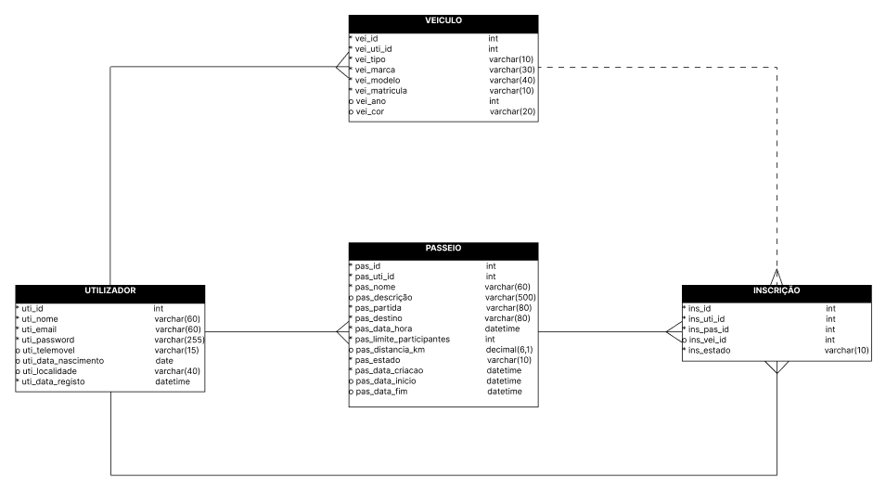 VEICULO
* vei_id int
* vei_uti_id int
* vei_tipo varchar(10)
* vei_marca varchar(30)
* vei_modelo varchar(40)
* vei_matricula varchar(10)
o vei_ano int
o vei_cor varchar(20)
PASSEIO
* pas_id int
* pas_uti_id int
* pas_nome varchar(60)
o pas_descrição varchar(500)
* pas_partida varchar(80)
* pas_destino varchar(80)
* pas_data_hora datetime
* pas_limite_participantes int
o pas_distancia_km decimal(6,1)
* pas_estado varchar(10)
* pas_data_criacao datetime
o pas_data_inicio datetime
o pas_data_fim datetime
UTILIZADOR
* uti_id int
* uti_nome varchar(60)
* uti_email varchar(60)
* uti_password varchar(255)
o uti_telemovel varchar(15)
o uti_data_nascimento date
o uti_localidade varchar(40)
* uti_data_registo datetime
INSCRIÇÃO
* ins_id int
* ins_uti_id int
* ins_pas_id int
o ins_vei_id int
* ins_estado varchar(10)